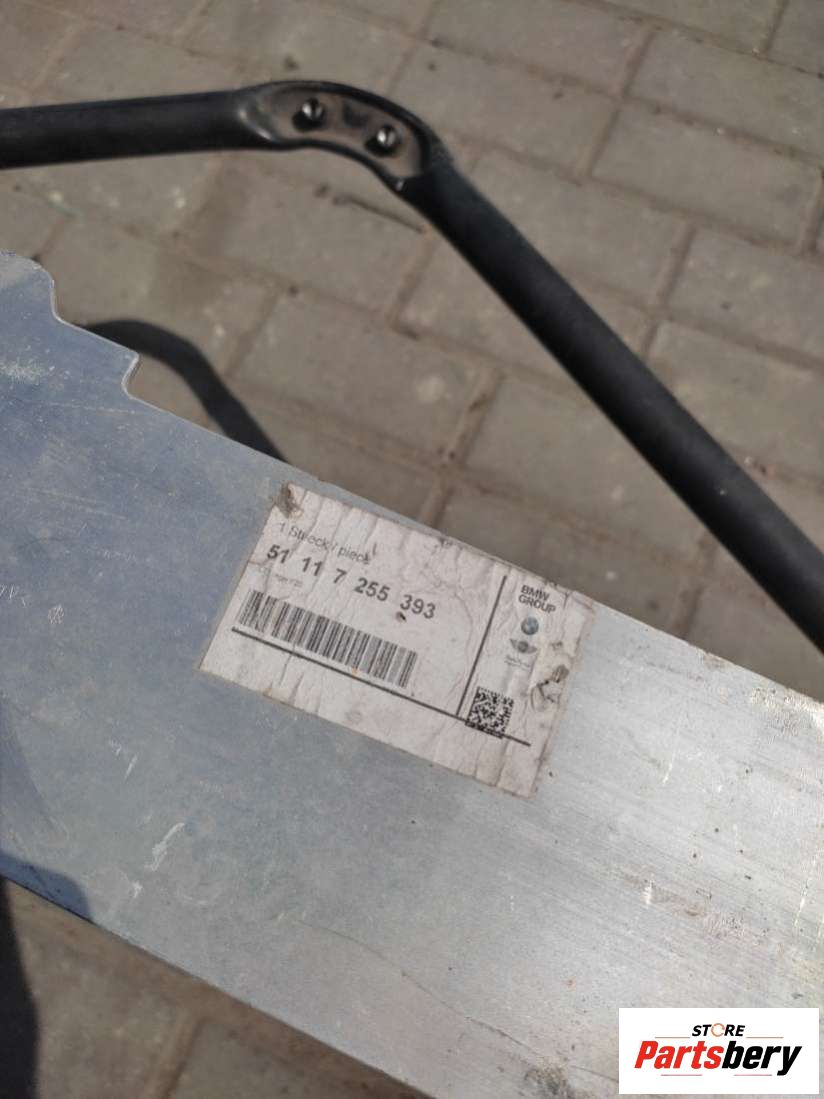 1 Stueck / piece
51 11 7 255 393
BMW
GROUP
STORE
Partsbery